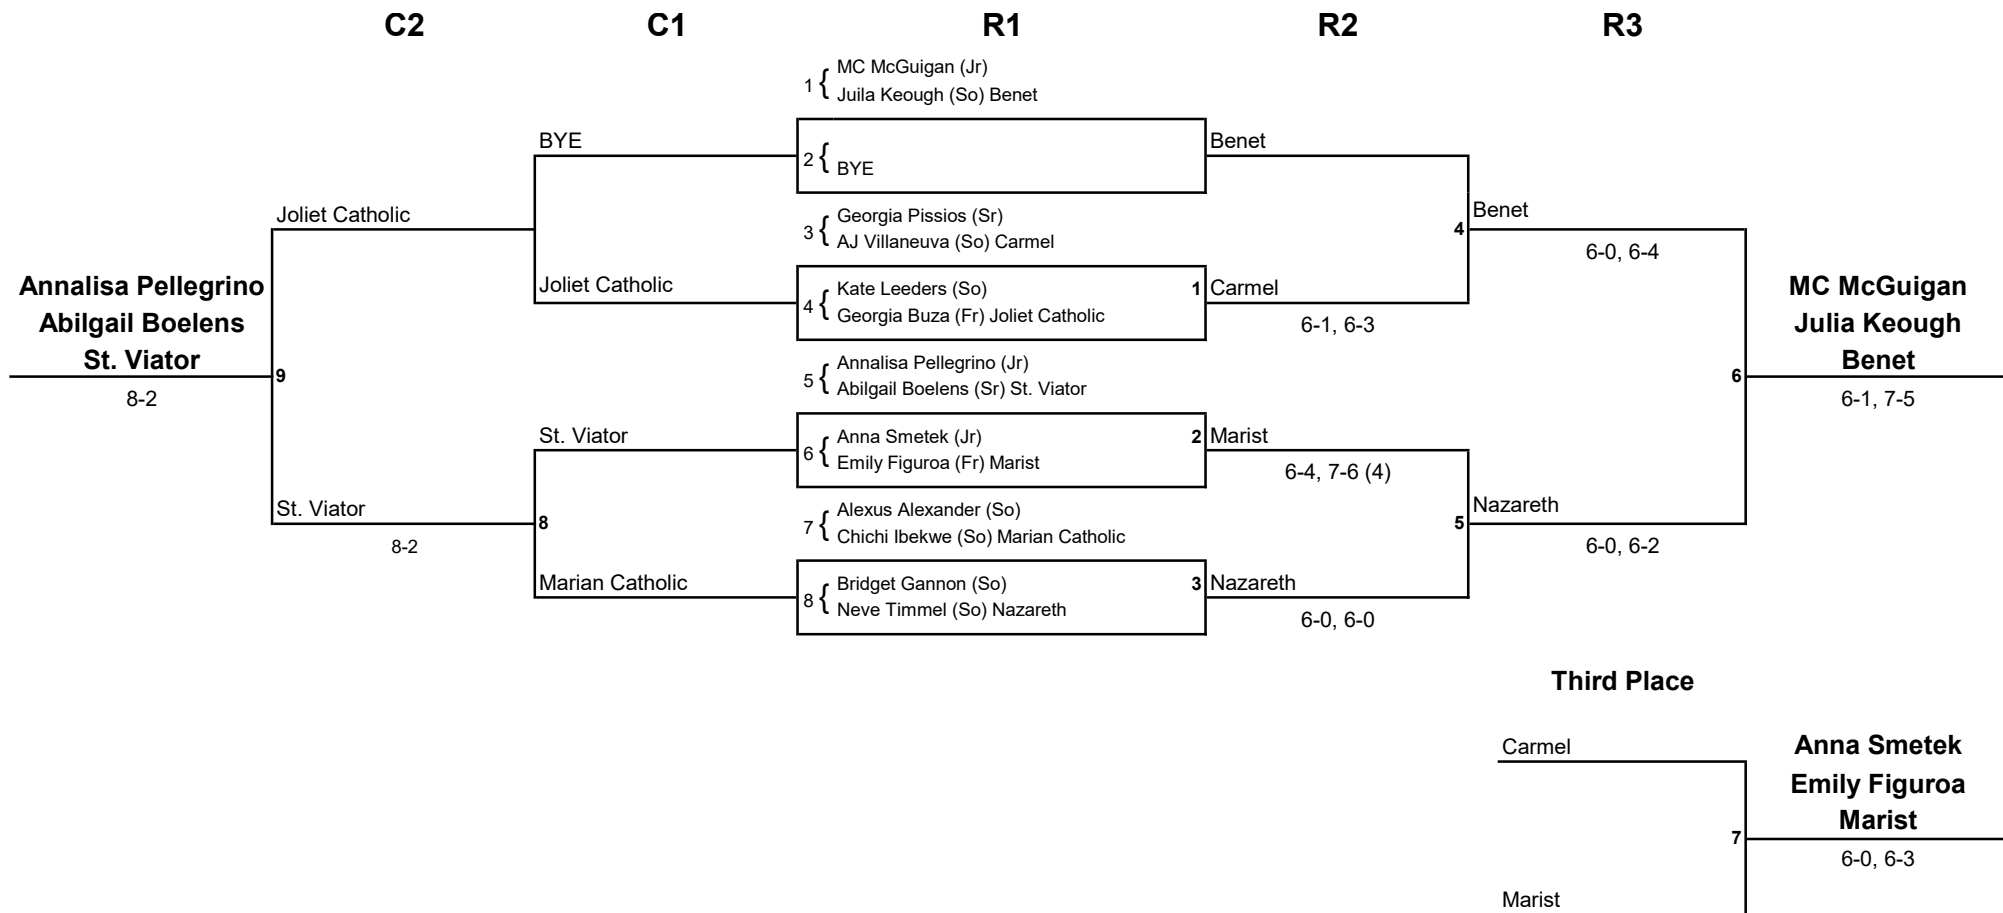 C2 C1 R1 R2 R3
1 { MC McGuigan (Jr)
Juila Keough (So) Benet
BYE
2 { BYE
Benet
Joliet Catholic
3 { Georgia Pissios (Sr)
AJ Villaneuva (So) Carmel
4
Benet
6-0, 6-4
Joliet Catholic
4 { Kate Leeders (So)
Georgia Buza (Fr) Joliet Catholic
1 Carmel
6-1, 6-3
Annalisa Pellegrino
Abilgail Boelens
St. Viator
9
8-2
5 { Annalisa Pellegrino (Jr)
Abilgail Boelens (Sr) St. Viator
MC McGuigan
Julia Keough
Benet
6
6-1, 7-5
St. Viator
6 { Anna Smetek (Jr)
Emily Figuroa (Fr) Marist
2 Marist
6-4, 7-6 (4)
St. Viator
8
8-2
7 { Alexus Alexander (So)
Chichi Ibekwe (So) Marian Catholic
5
Nazareth
6-0, 6-2
Marian Catholic
8 { Bridget Gannon (So)
Neve Timmel (So) Nazareth
3 Nazareth
6-0, 6-0
Third Place
Carmel
Anna Smetek
Emily Figuroa
Marist
7
6-0, 6-3
Marist